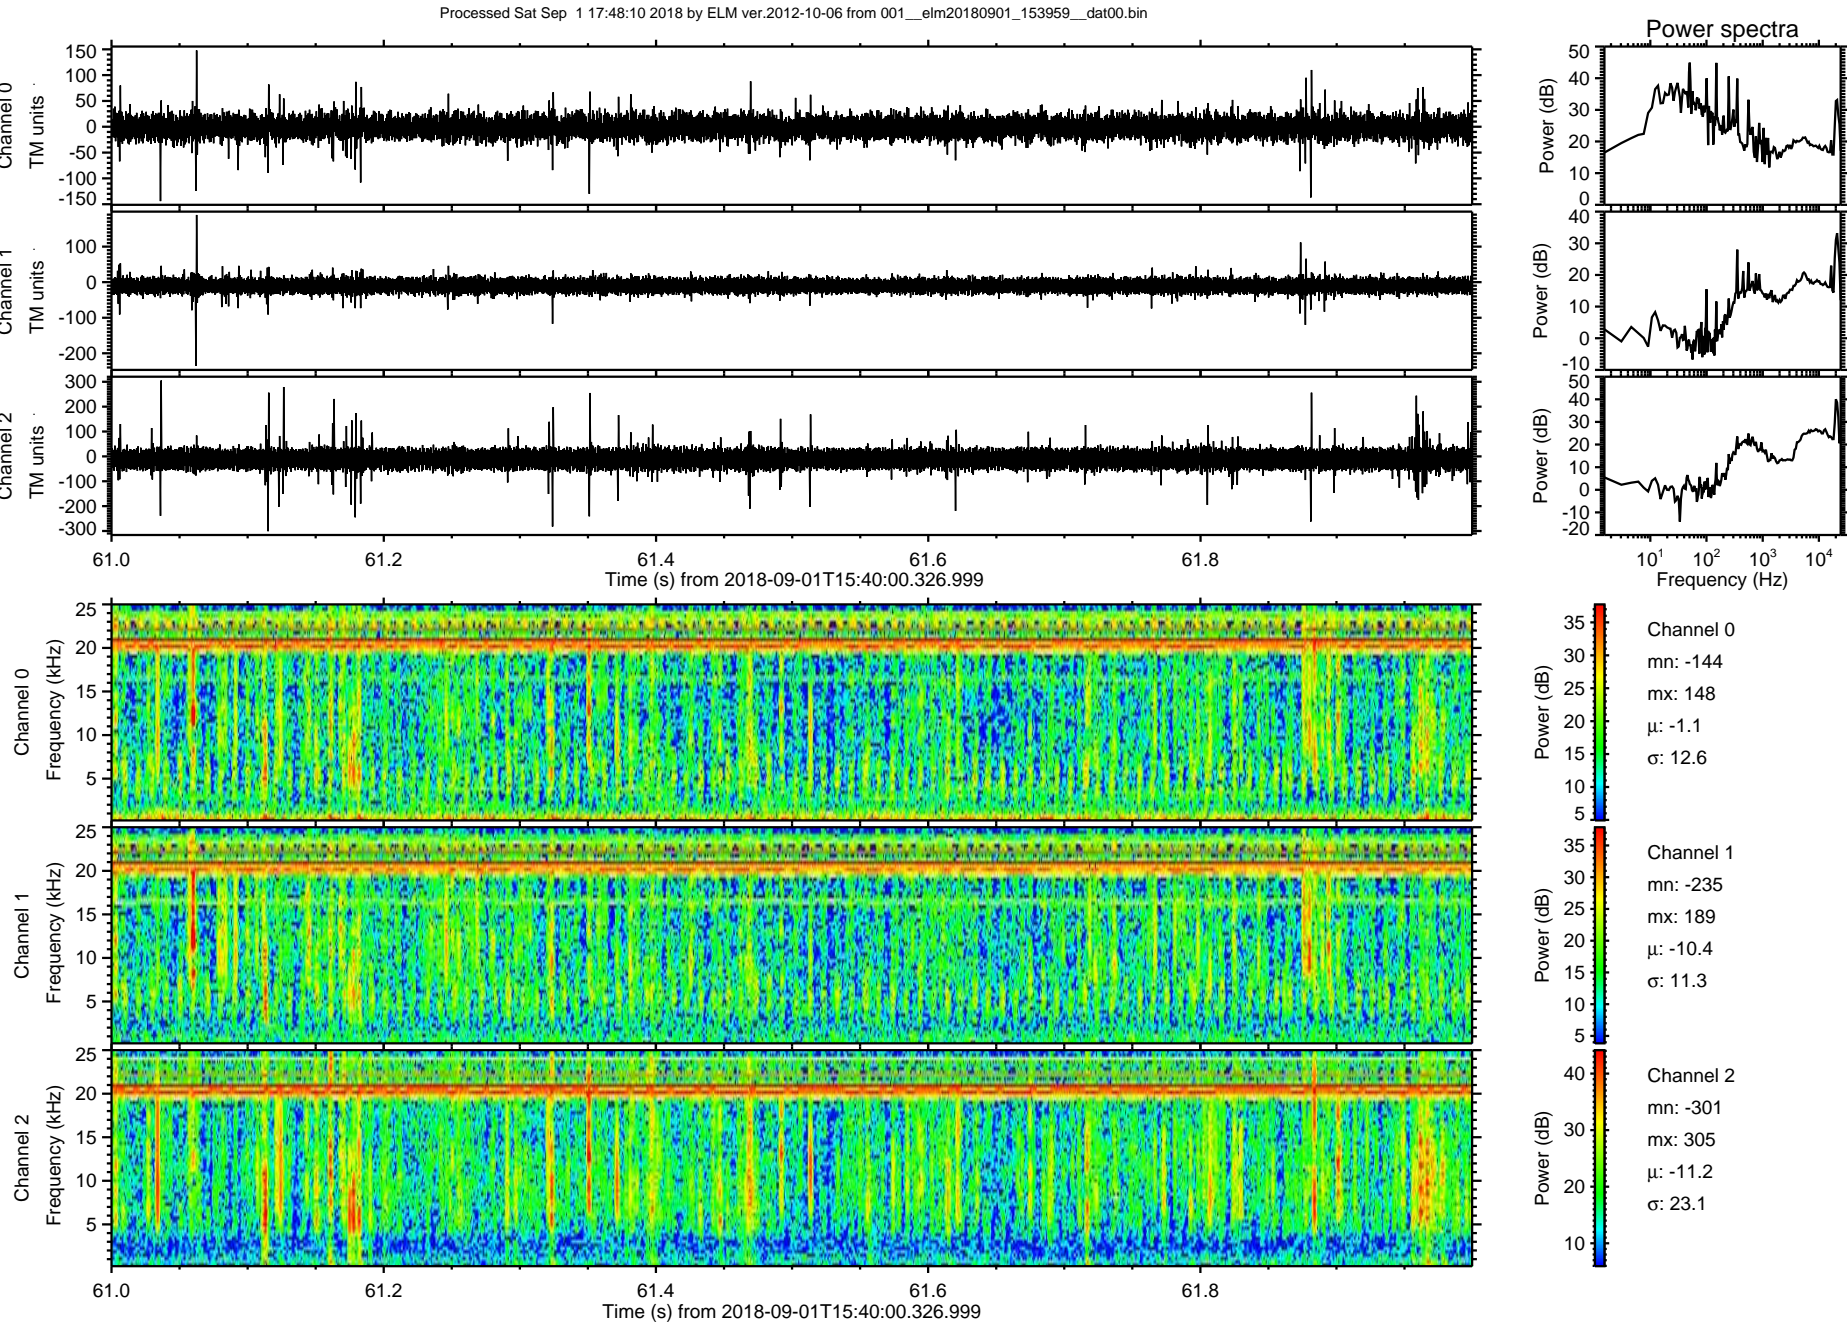 Processed Sat Sep  1 17:48:10 2018 by ELM ver.2012-10-06 from 001__elm20180901_153959__dat00.bin
Power spectra
Channel 0
TM units
150
100
50
0
-50
-100
-150
Power (dB)
50
40
30
20
10
0
Channel 1
TM units
100
0
-100
-200
Power (dB)
40
30
20
10
0
-10
Channel 2
TM units
300
200
100
0
-100
-200
-300
Power (dB)
50
40
30
20
10
0
-10
-20
61.0 61.2 61.4 61.6 61.8
Time (s) from 2018-09-01T15:40:00.326.999
10¹ 10² 10³ 10⁴
Frequency (Hz)
Channel 0
Frequency (kHz)
25
20
15
10
5
Power (dB)
35
30
25
20
15
10
5
Channel 0
mn: -144
mx: 148
μ: -1.1
σ: 12.6
Channel 1
Frequency (kHz)
25
20
15
10
5
Power (dB)
35
30
25
20
15
10
5
Channel 1
mn: -235
mx: 189
μ: -10.4
σ: 11.3
Channel 2
Frequency (kHz)
25
20
15
10
5
Power (dB)
40
30
20
10
Channel 2
mn: -301
mx: 305
μ: -11.2
σ: 23.1
61.0 61.2 61.4 61.6 61.8
Time (s) from 2018-09-01T15:40:00.326.999